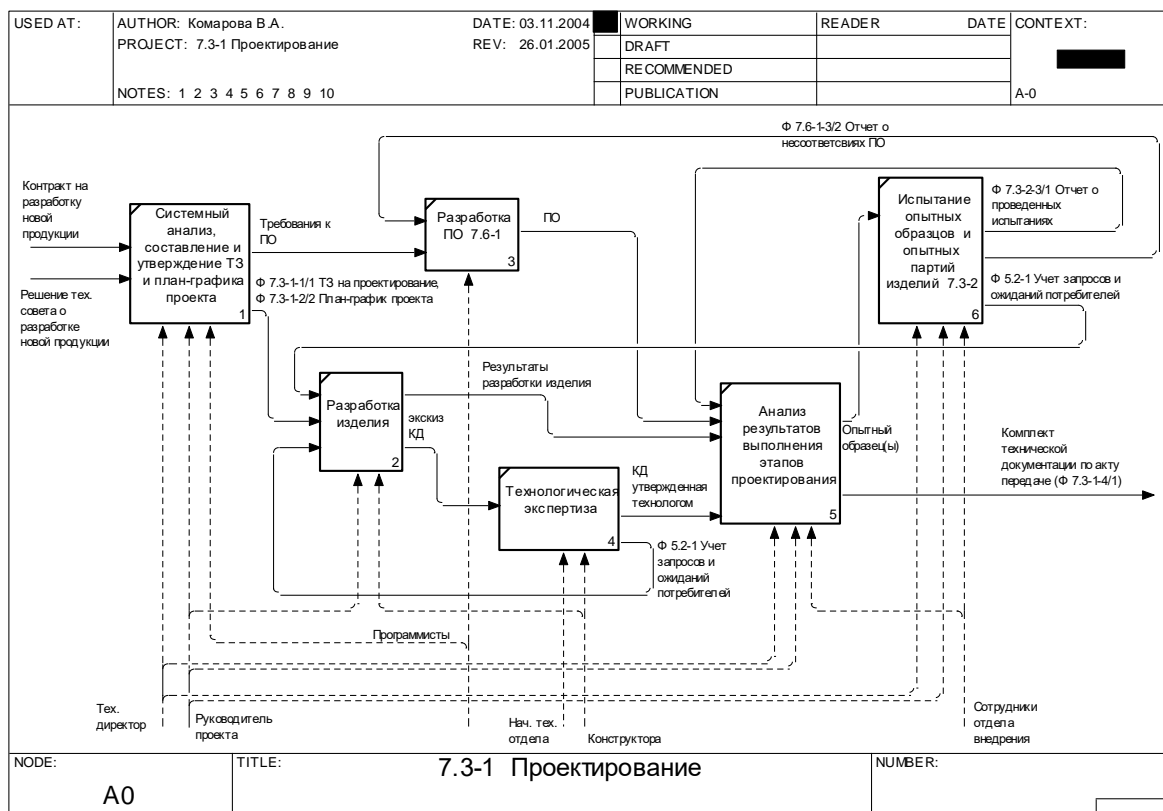 USED AT:
AUTHOR: Комарова В.А.
DATE: 03.11.2004
PROJECT: 7.3-1 Проектирование
REV: 26.01.2005
NOTES: 1 2 3 4 5 6 7 8 9 10
WORKING
DRAFT
RECOMMENDED
PUBLICATION
READER
DATE
CONTEXT:
A-0
Ф 7.6-1-3/2 Отчет о
несоответсвиях ПО
Контракт на
разработку
новой
продукции
Решение тех.
совета о
разработке
новой продукции
Системный
анализ,
составление и
утверждение ТЗ
и план-графика
проекта
1
Требования к
ПО
Ф 7.3-1-1/1 ТЗ на проектирование,
Ф 7.3-1-2/2 План-график проекта
Разработка
ПО 7.6-1
3
ПО
Испытание
опытных
образцов и
опытных
партий
изделий 7.3-2
6
Ф 7.3-2-3/1 Отчет о
проведенных
испытаниях
Ф 5.2-1 Учет запросов и
ожиданий потребителей
Разработка
изделия
2
Результаты
разработки изделия
экскиз
КД
Технологическая
экспертиза
4
КД
утвержденная
технологом
Ф 5.2-1 Учет
запросов и
ожиданий
потребителей
Анализ
результатов
выполнения
этапов
проектирования
5
Опытный
образец(ы)
Комплект
технической
документации по акту
передаче (Ф 7.3-1-4/1)
Программисты
Тех.
директор
Руководитель
проекта
Нач. тех.
отдела
Конструктора
Сотрудники
отдела
внедрения
NODE:
A0
TITLE:
7.3-1 Проектирование
NUMBER: